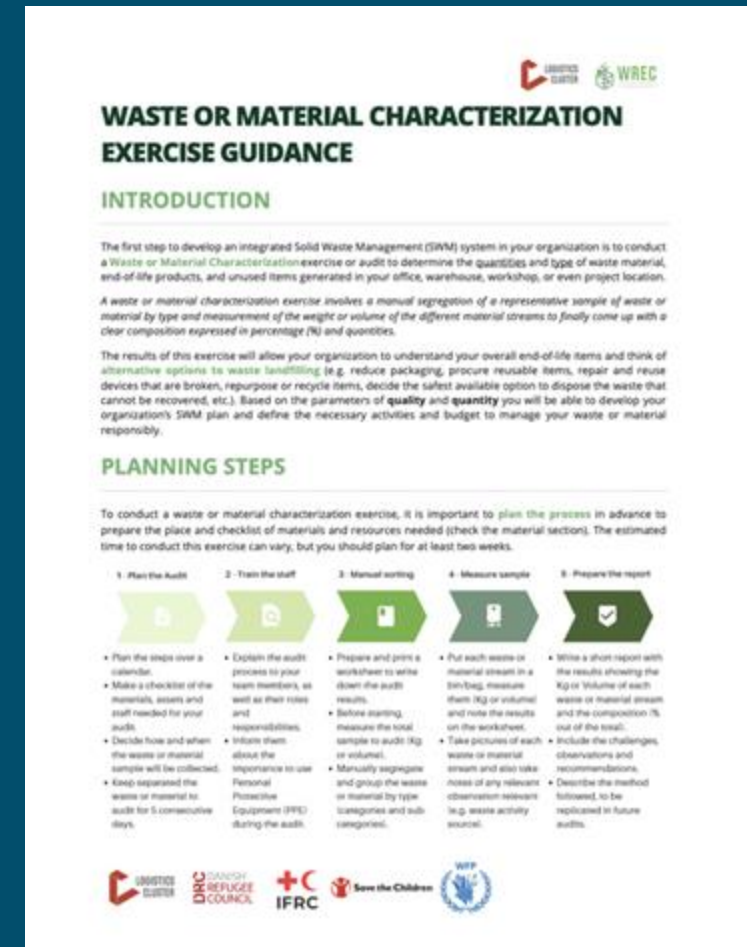 LOGISTICS
CLUSTER
WREC
WASTE OR MATERIAL CHARACTERIZATION
EXERCISE GUIDANCE
INTRODUCTION
The first step to develop an integrated Solid Waste Management (SWM) system in your organization is to conduct
a Waste or Material Characterization exercise or audit to determine the quantities and type of waste material,
end-of-life products, and unused items generated in your office, warehouse, workshop, or even project location.
A waste or material characterization exercise involves a manual segregation of a representative sample of waste or
material by type and measurement of the weight or volume of the different material streams to finally come up with a
clear composition expressed in percentage (%) and quantities.
The results of this exercise will allow your organization to understand your overall end-of-life items and think of
alternative options to waste landfilling (e.g. reduce packaging, procure reusable items, repair and reuse
devices that are broken, repurpose or recycle items, decide the safest available option to dispose the waste that
cannot be recovered, etc.). Based on the parameters of quality and quantity you will be able to develop your
organization's SWM plan and define the necessary activities and budget to manage your waste or material
responsibly.
PLANNING STEPS
To conduct a waste or material characterization exercise, it is important to plan the process in advance to
prepare the place and checklist of materials and resources needed (check the material section). The estimated
time to conduct this exercise can vary, but you should plan for at least two weeks.
1 - Plan the Audit
• Plan the steps over a
calendar.
• Make a checklist of the
materials, assets and
staff needed for your
audit.
• Decide how and when
the waste or material
sample will be collected.
• Keep separated the
waste or material to
audit for 5 consecutive
days.
2 - Train the staff
• Explain the audit
process to your
team members, as
well as their roles
and
responsibilities.
• Inform them
about the
importance to use
Personal
Protective
Equipment (PPE)
during the audit.
3 - Manual sorting
• Prepare and print a
worksheet to write
down the audit
results.
• Before starting,
measure the total
sample to audit (Kg
or volume).
• Manually segregate
and group the waste
or material by type
(categories and sub
categories).
4 - Measure sample
• Put each waste or
material stream in a
bin/bag, measure
them (Kg or volume)
and note the results
on the worksheet.
• Take pictures of each
waste or material
stream and also take
notes of any relevant
observation relevant
(e.g. waste activity
source).
5 - Prepare the report
• Write a short report with
the results showing the
Kg or Volume of each
waste or material stream
and the composition (%
out of the total).
• Include the challenges,
observations and
recommendations.
• Describe the method
followed, to be
replicated in future
audits.
LOGISTICS
CLUSTER
DRC
DANISH
REFUGEE
COUNCIL
IFRC
Save the Children
WFP